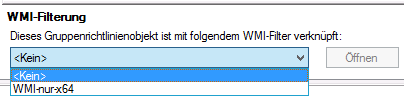 WMI-Filterung
Dieses Gruppenrichtlinienobjekt ist mit folgendem WMI-Filter verknüpft:
<Kein> Öffnen
<Kein>
WMI-nur-x64